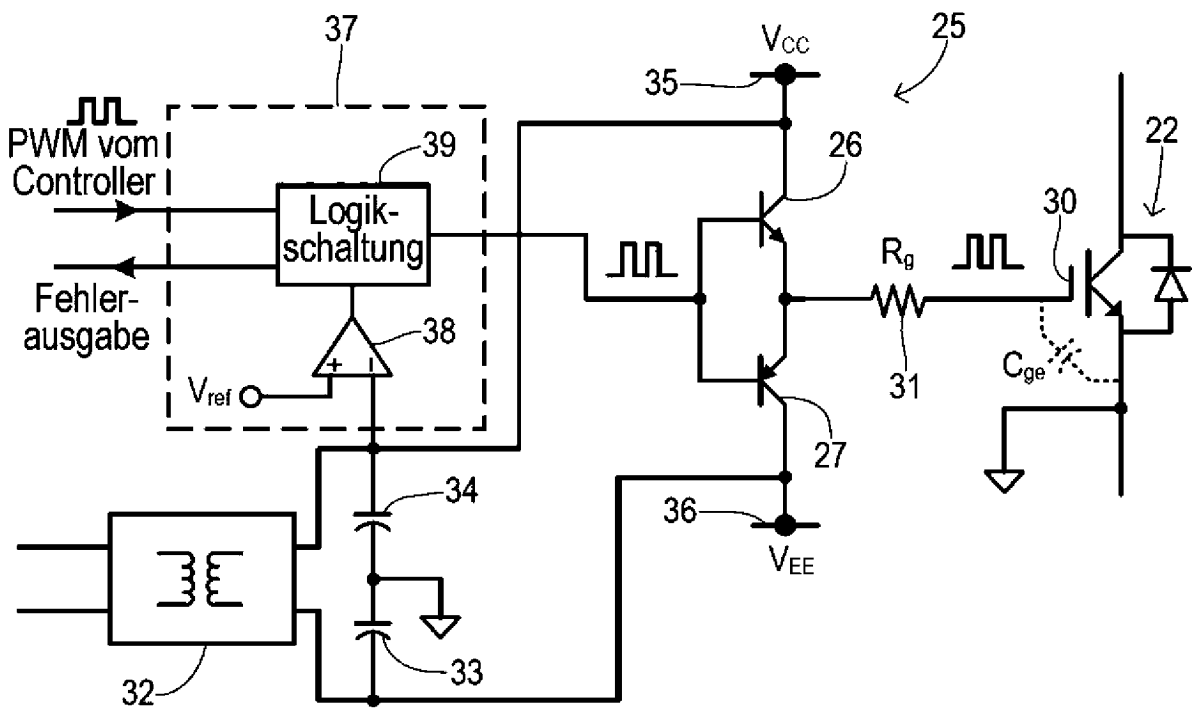 37
25
V_CC
35
PWM vom
Controller
39
26
22
Logik-
schaltung
30
R_g
Fehler-
ausgabe
38
+
−
31
C_ge
V_ref
27
34
36
V_EE
33
32